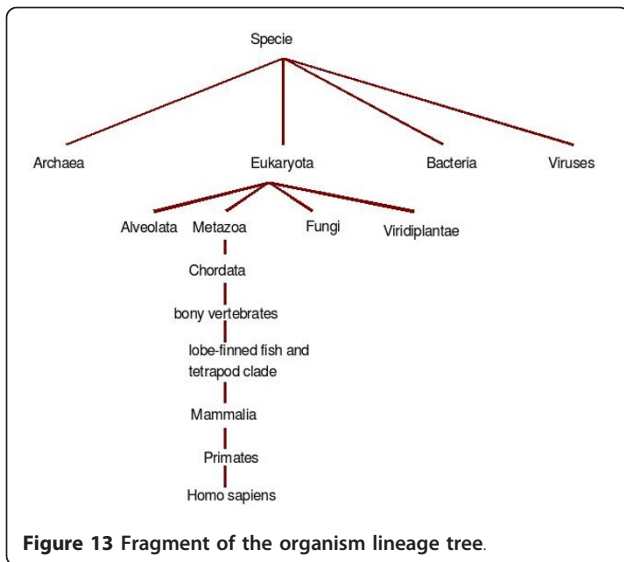 Specie
Archaea Eukaryota Bacteria Viruses
Alveolata Metazoa Fungi Viridiplantae
Chordata
bony vertebrates
lobe-finned fish and
tetrapod clade
Mammalia
Primates
Homo sapiens
Figure 13 Fragment of the organism lineage tree.